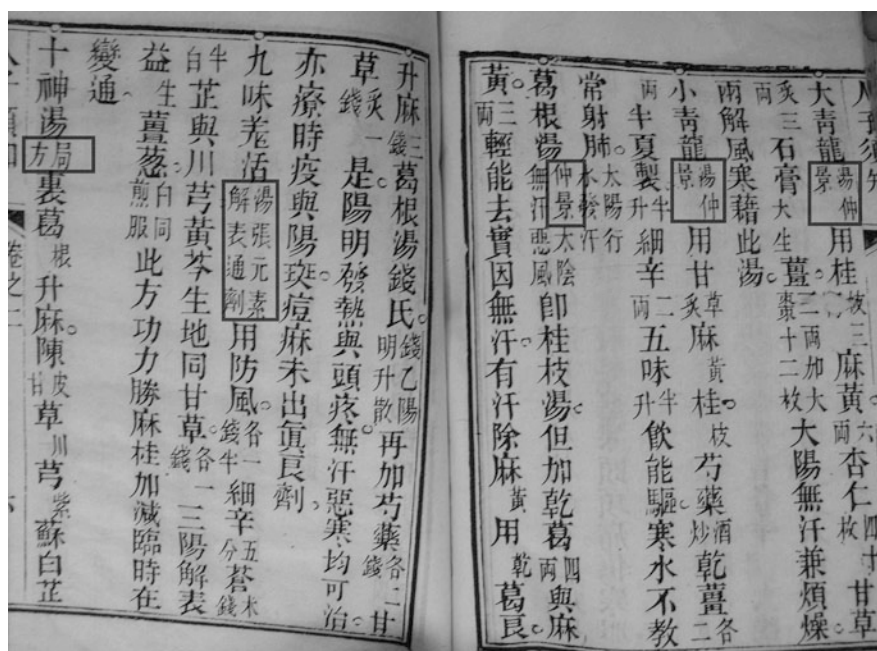 大青龍湯仲景用桂枝三麻黃六両杏仁四十枚甘草
炙三両石膏大生薑。三両加大棗十二枚大陽無汗兼煩燥。
両解風寒藉此湯。
小青龍湯仲景用甘草炙麻黃桂枝芍藥酒炒乾薑各二
両半夏製半升細辛二両五味半升飲能驅寒水不教
常射肺。太陽行水發汗
葛根湯仲景太陰無汗惡風卽桂枝湯。但加乾葛四両與麻
黃。三両輕能去實因無汗。有汗除麻黃用乾葛良。
升麻三錢葛根湯錢氏。錢乙陽明升散再加芍藥各二錢甘
草炙一錢是陽明發熱與頭疼。無汗惡寒均可治。
亦療時疫與陽斑。痘麻未出眞良劑。
九味羗活湯張元素解表通劑用防風。各一錢半細辛五分蒼朮錢
半白芷與川芎黃芩生地同甘草。各一錢三陽解表
益生薑葱。白同煎服此方功力勝麻桂加減臨時在
變通。
十神湯局方裏葛根升麻。陳皮甘草川芎紫蘇白芷